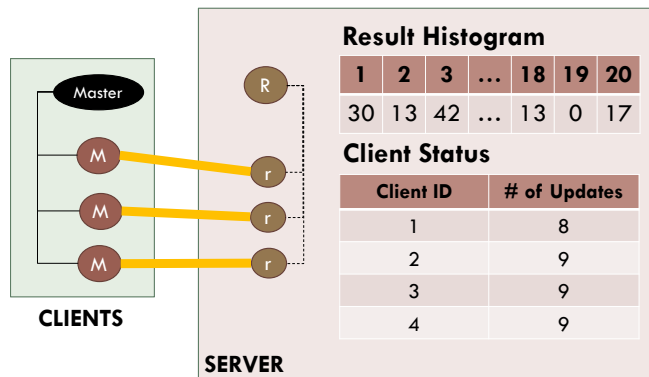 Master
M
M
M
CLIENTS
R
r
r
r
SERVER
Result Histogram
1 2 3 ... 18 19 20
30 13 42 ... 13 0 17
Client Status
Client ID # of Updates
1 8
2 9
3 9
4 9